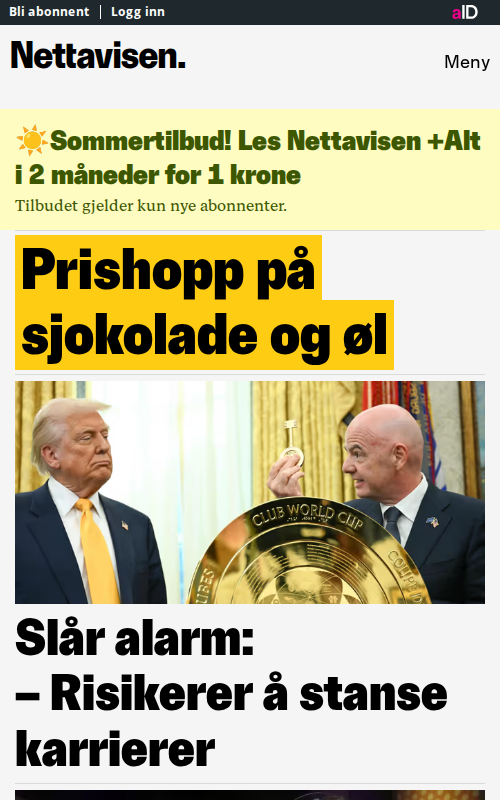 Bli abonnent
Logg inn
aID
Nettavisen.
Meny
Sommertilbud! Les Nettavisen +Alt
i 2 måneder for 1 krone
Tilbudet gjelder kun nye abonnenter.
Prishopp på
sjokolade og øl
CLUB WORLD CUP
Slår alarm:
– Risikerer å stanse
karrierer